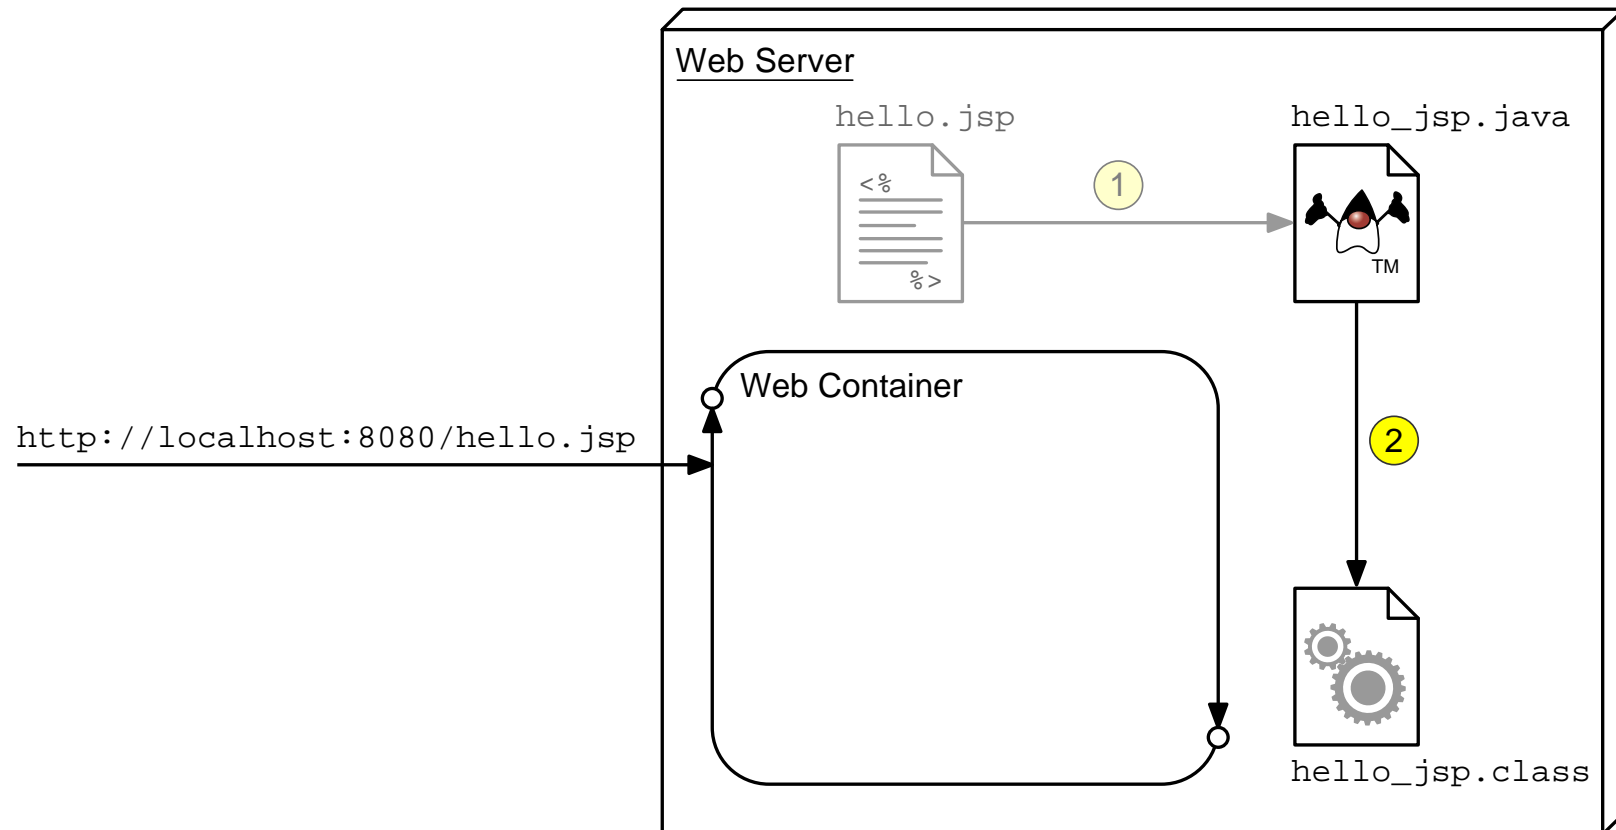 Web Server
hello.jsp
hello_jsp.java
<%
1
%>
TM
Web Container
http://localhost:8080/hello.jsp
2
hello_jsp.class